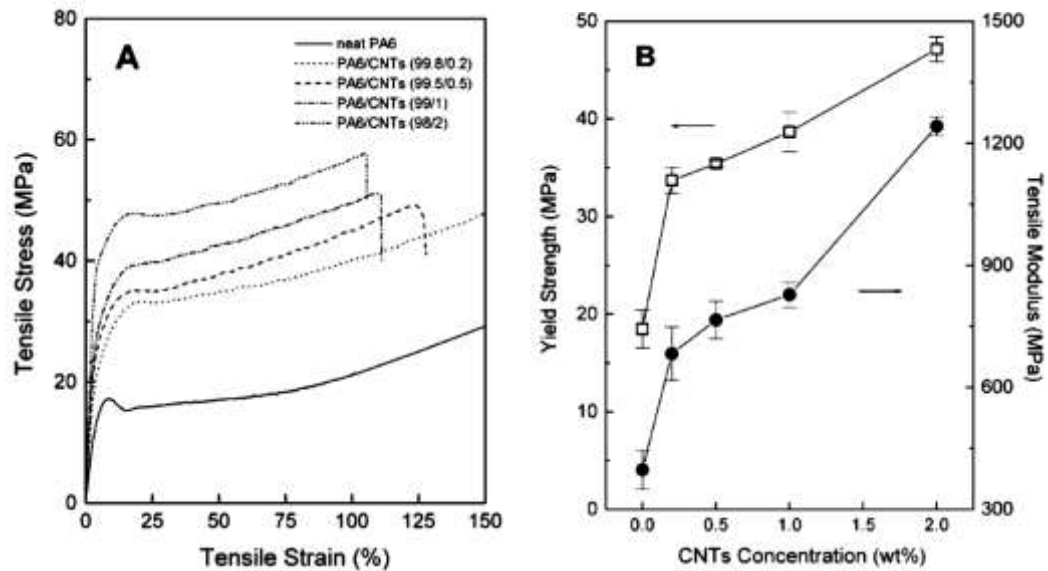 A
neat PA6
PA6/CNTs (99.8/0.2)
PA6/CNTs (99.5/0.5)
PA6/CNTs (99/1)
PA6/CNTs (98/2)
80
60
40
20
0
Tensile Stress (MPa)
0 25 50 75 100 125 150
Tensile Strain (%)
B
50
40
30
20
10
0
Yield Strength (MPa)
1500
1200
900
600
300
Tensile Modulus (MPa)
0.0 0.5 1.0 1.5 2.0
CNTs Concentration (wt%)